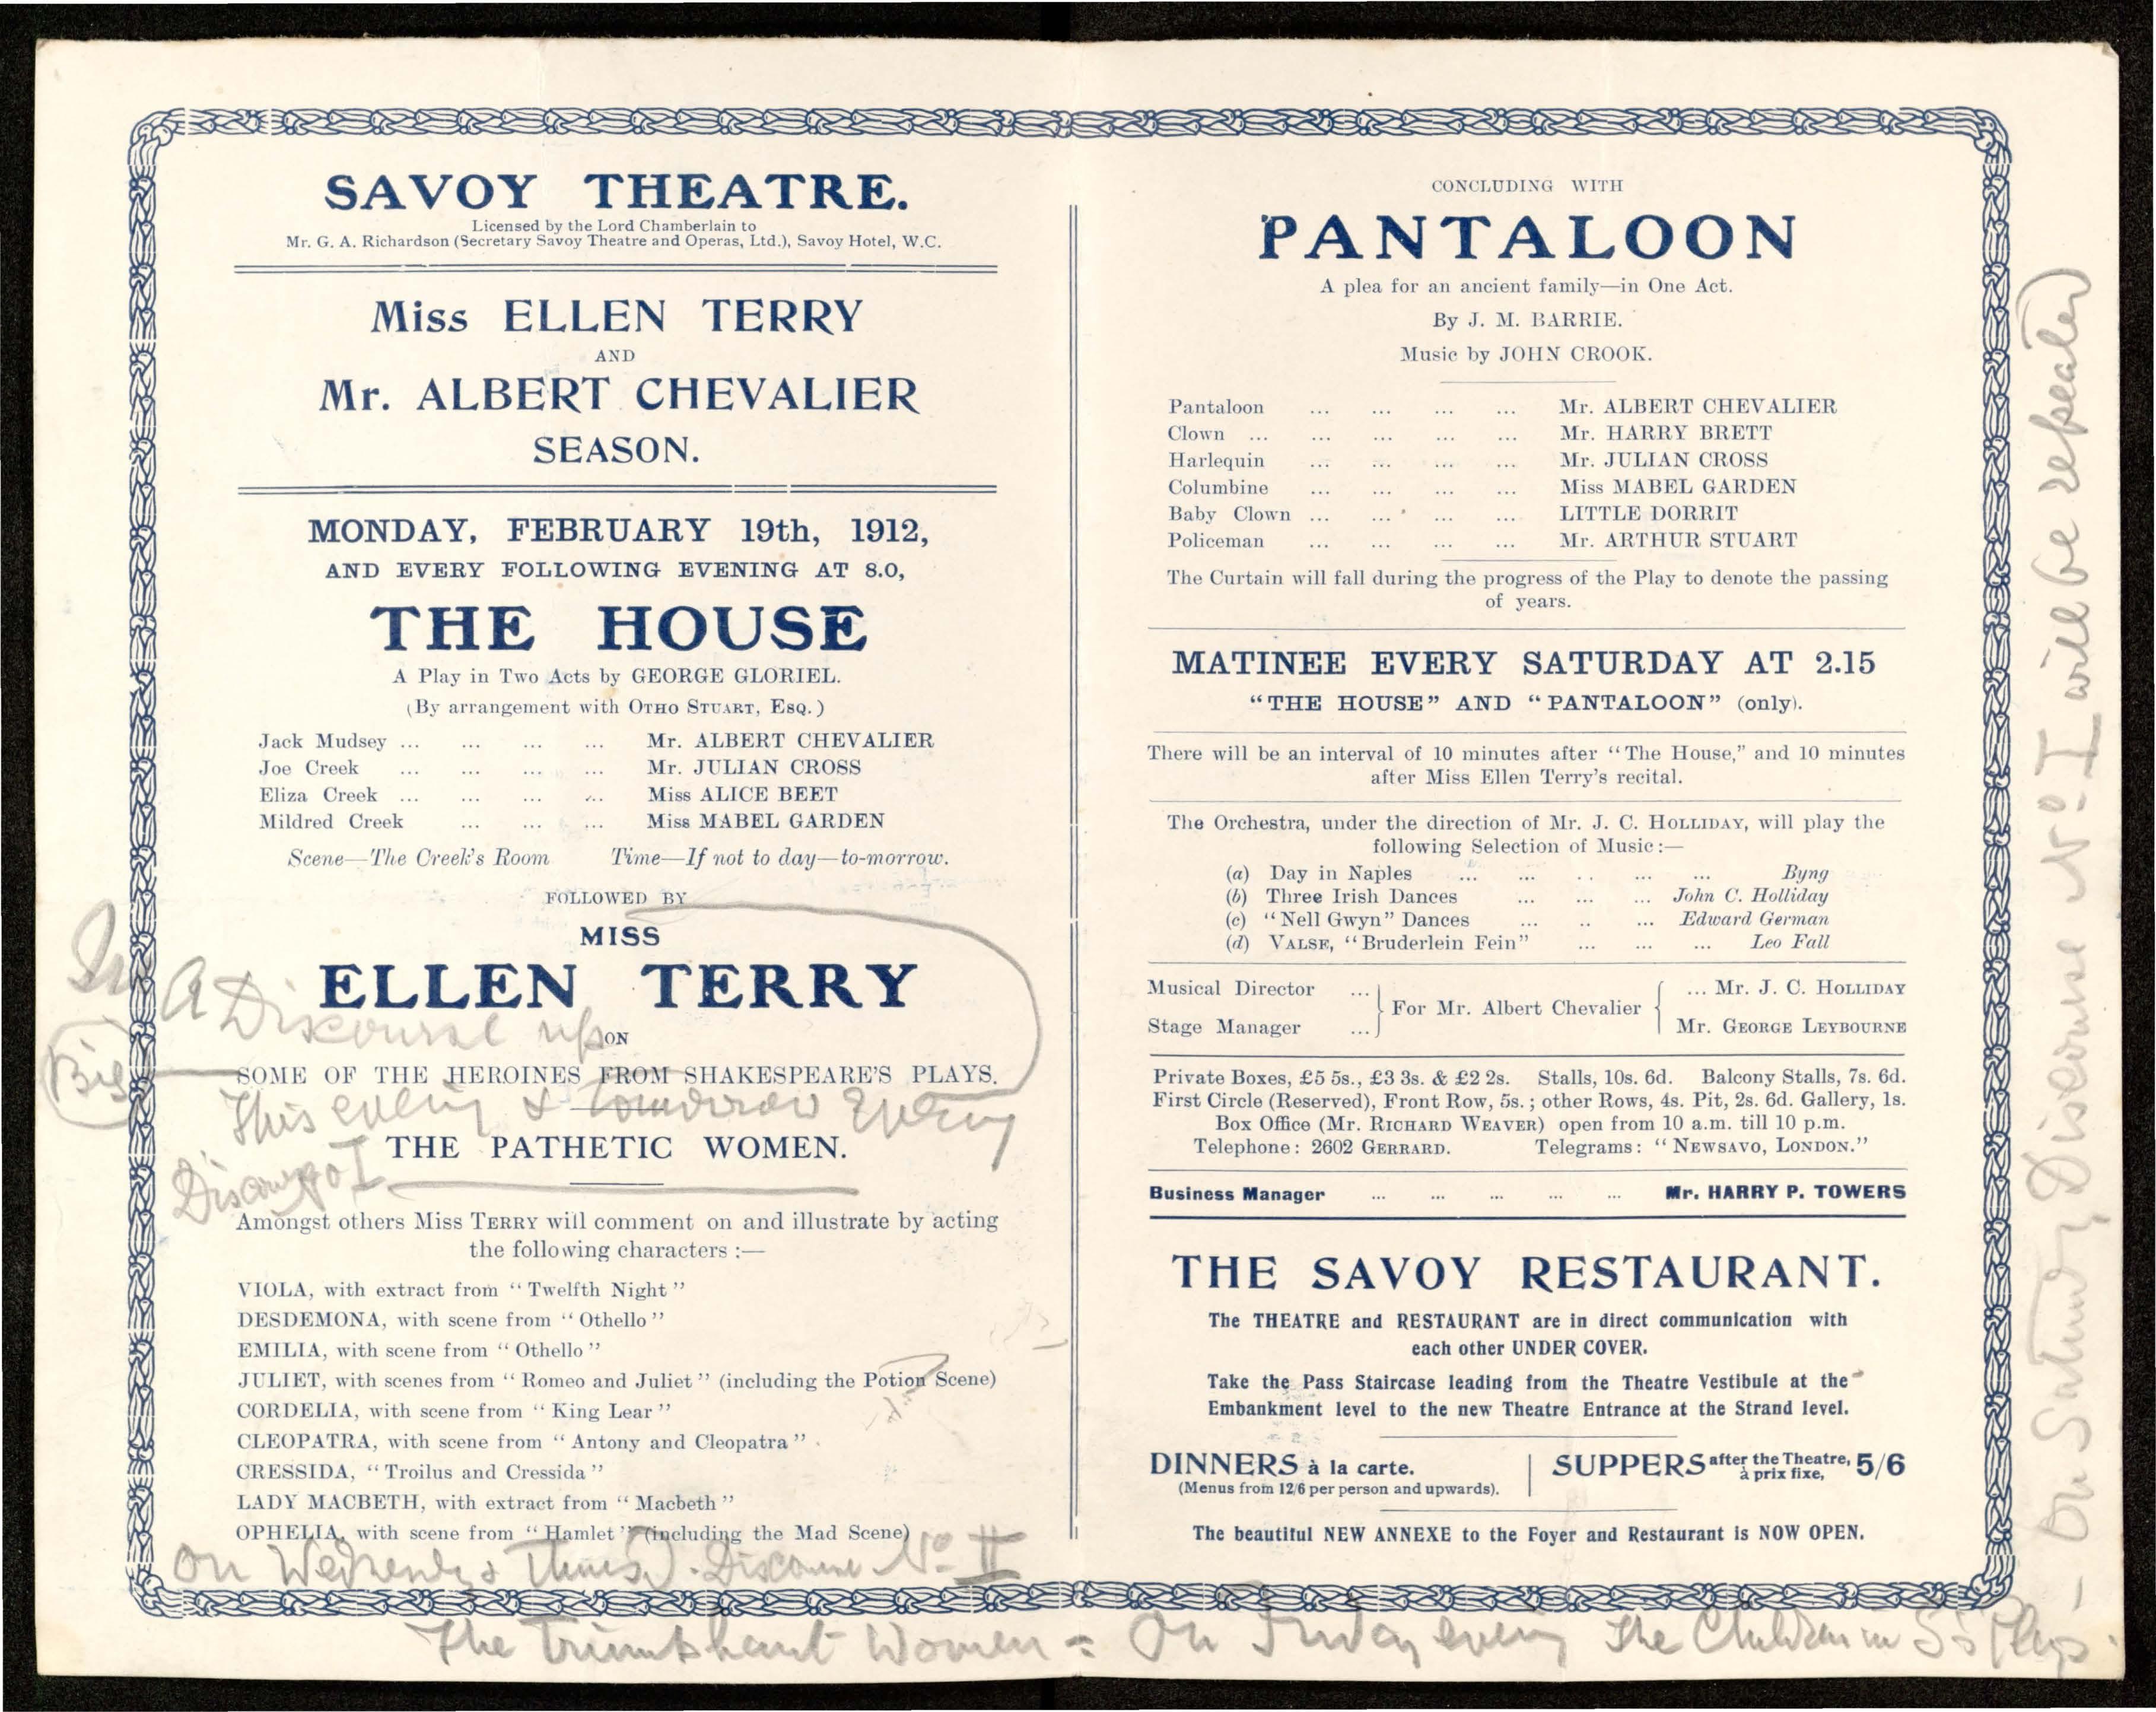 SAVOY THEATRE.
Licensed by the Lord Chamberlain to
Mr. G. A. Richardson (Secretary Savoy Theatre and Operas, Ltd.), Savoy Hotel, W.C.
Miss ELLEN TERRY
AND
Mr. ALBERT CHEVALIER
SEASON.
MONDAY, FEBRUARY 19th, 1912,
AND EVERY FOLLOWING EVENING AT 8.0,
THE HOUSE
A Play in Two Acts by GEORGE GLORIEL.
(By arrangement with OTHO STUART, ESQ.)
Jack Mudsey ... ... ... ... Mr. ALBERT CHEVALIER
Joe Creek ... ... ... ... Mr. JULIAN CROSS
Eliza Creek ... ... ... ... Miss ALICE BEET
Mildred Creek ... ... ... Miss MABEL GARDEN
Scene—The Creek's Room Time—If not to day—to-morrow.
FOLLOWED BY
MISS
ELLEN TERRY
In A Discourse up
ON
Big
SOME OF THE HEROINES FROM SHAKESPEARE'S PLAYS.
This evening & tomorrow Evening
THE PATHETIC WOMEN.
I
Amongst others Miss TERRY will comment on and illustrate by acting
the following characters :—
VIOLA, with extract from "Twelfth Night"
DESDEMONA, with scene from "Othello"
EMILIA, with scene from "Othello"
JULIET, with scenes from "Romeo and Juliet" (including the Potion Scene)
CORDELIA, with scene from "King Lear"
CLEOPATRA, with scene from "Antony and Cleopatra"
CRESSIDA, "Troilus and Cressida"
LADY MACBETH, with extract from "Macbeth"
OPHELIA, with scene from "Hamlet" (including the Mad Scene)
On Wednesday & Thursd. Discourse No II
The Triumphant Women = On Friday evening The Children in S's Plays.
CONCLUDING WITH
PANTALOON
A plea for an ancient family—in One Act.
By J. M. BARRIE.
Music by JOHN CROOK.
Pantaloon ... ... ... ... Mr. ALBERT CHEVALIER
Clown ... ... ... ... ... Mr. HARRY BRETT
Harlequin ... ... ... ... Mr. JULIAN CROSS
Columbine ... ... ... ... Miss MABEL GARDEN
Baby Clown ... ... ... ... LITTLE DORRIT
Policeman ... ... ... ... Mr. ARTHUR STUART
The Curtain will fall during the progress of the Play to denote the passing
of years.
MATINEE EVERY SATURDAY AT 2.15
"THE HOUSE" AND "PANTALOON" (only).
There will be an interval of 10 minutes after "The House," and 10 minutes
after Miss Ellen Terry's recital.
The Orchestra, under the direction of Mr. J. C. HOLLIDAY, will play the
following Selection of Music :—
(a) Day in Naples ... ... .. ... ... Byng
(b) Three Irish Dances ... ... ... John C. Holliday
(c) "Nell Gwyn" Dances ... .. ... Edward German
(d) VALSE, "Bruderlein Fein" ... ... ... Leo Fall
Musical Director ... ... Mr. J. C. HOLLIDAY
For Mr. Albert Chevalier
Stage Manager ... Mr. GEORGE LEYBOURNE
Private Boxes, £5 5s., £3 3s. & £2 2s. Stalls, 10s. 6d. Balcony Stalls, 7s. 6d.
First Circle (Reserved), Front Row, 5s.; other Rows, 4s. Pit, 2s. 6d. Gallery, 1s.
Box Office (Mr. RICHARD WEAVER) open from 10 a.m. till 10 p.m.
Telephone: 2602 GERRARD. Telegrams: "NEWSAVO, LONDON."
Business Manager ... ... ... ... ... Mr. HARRY P. TOWERS
THE SAVOY RESTAURANT.
The THEATRE and RESTAURANT are in direct communication with
each other UNDER COVER.
Take the Pass Staircase leading from the Theatre Vestibule at the
Embankment level to the new Theatre Entrance at the Strand level.
DINNERS à la carte.
(Menus from 12/6 per person and upwards).
SUPPERS after the Theatre, à prix fixe, 5/6
The beautiful NEW ANNEXE to the Foyer and Restaurant is NOW OPEN.
— On Saturday Discourse No. I will be repeated